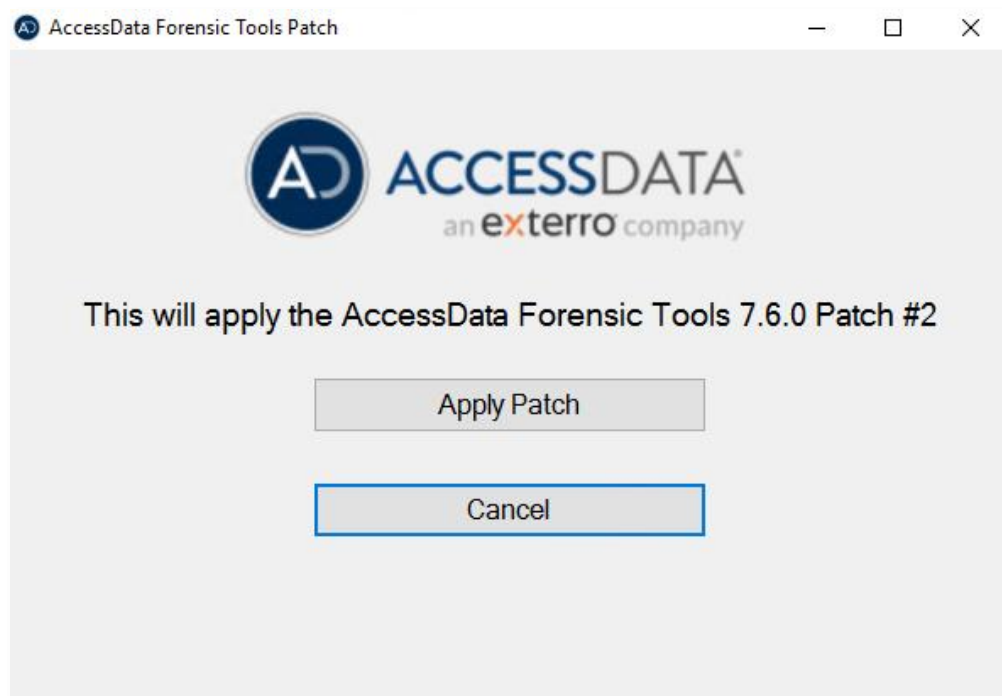 AccessData Forensic Tools Patch
AD ACCESSDATA®
an exterro company
This will apply the AccessData Forensic Tools 7.6.0 Patch #2
Apply Patch
Cancel